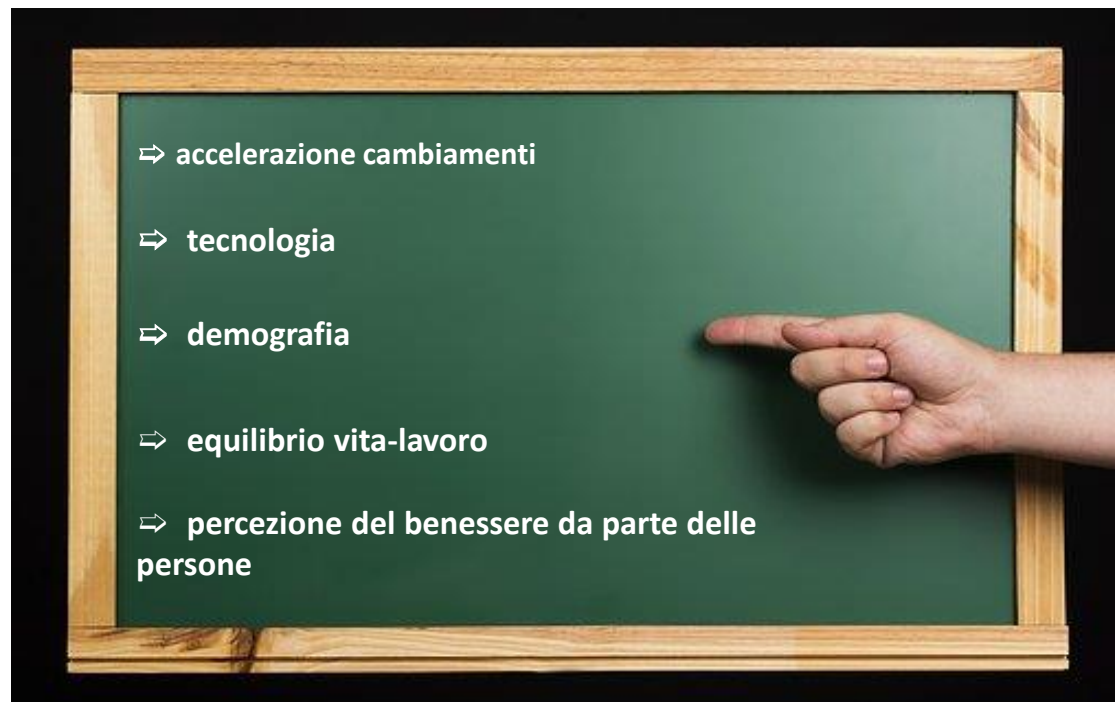 ⇨ accelerazione cambiamenti
⇨ tecnologia
⇨ demografia
⇨ equilibrio vita-lavoro
⇨ percezione del benessere da parte delle
persone